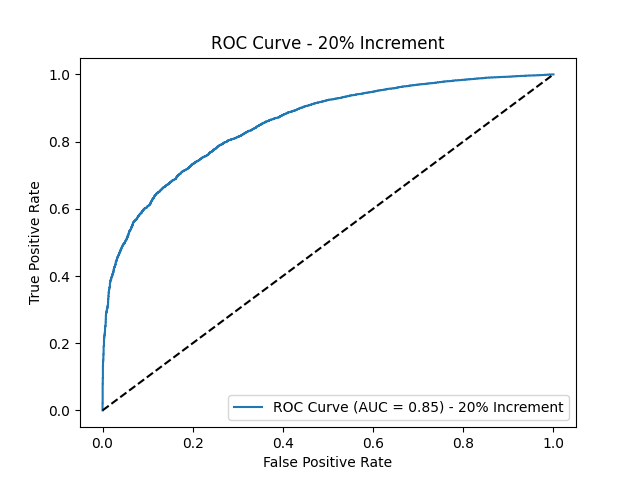 ROC Curve - 20% Increment
1.0
0.8
0.6
0.4
0.2
0.0
True Positive Rate
ROC Curve (AUC = 0.85) - 20% Increment
0.0 0.2 0.4 0.6 0.8 1.0
False Positive Rate